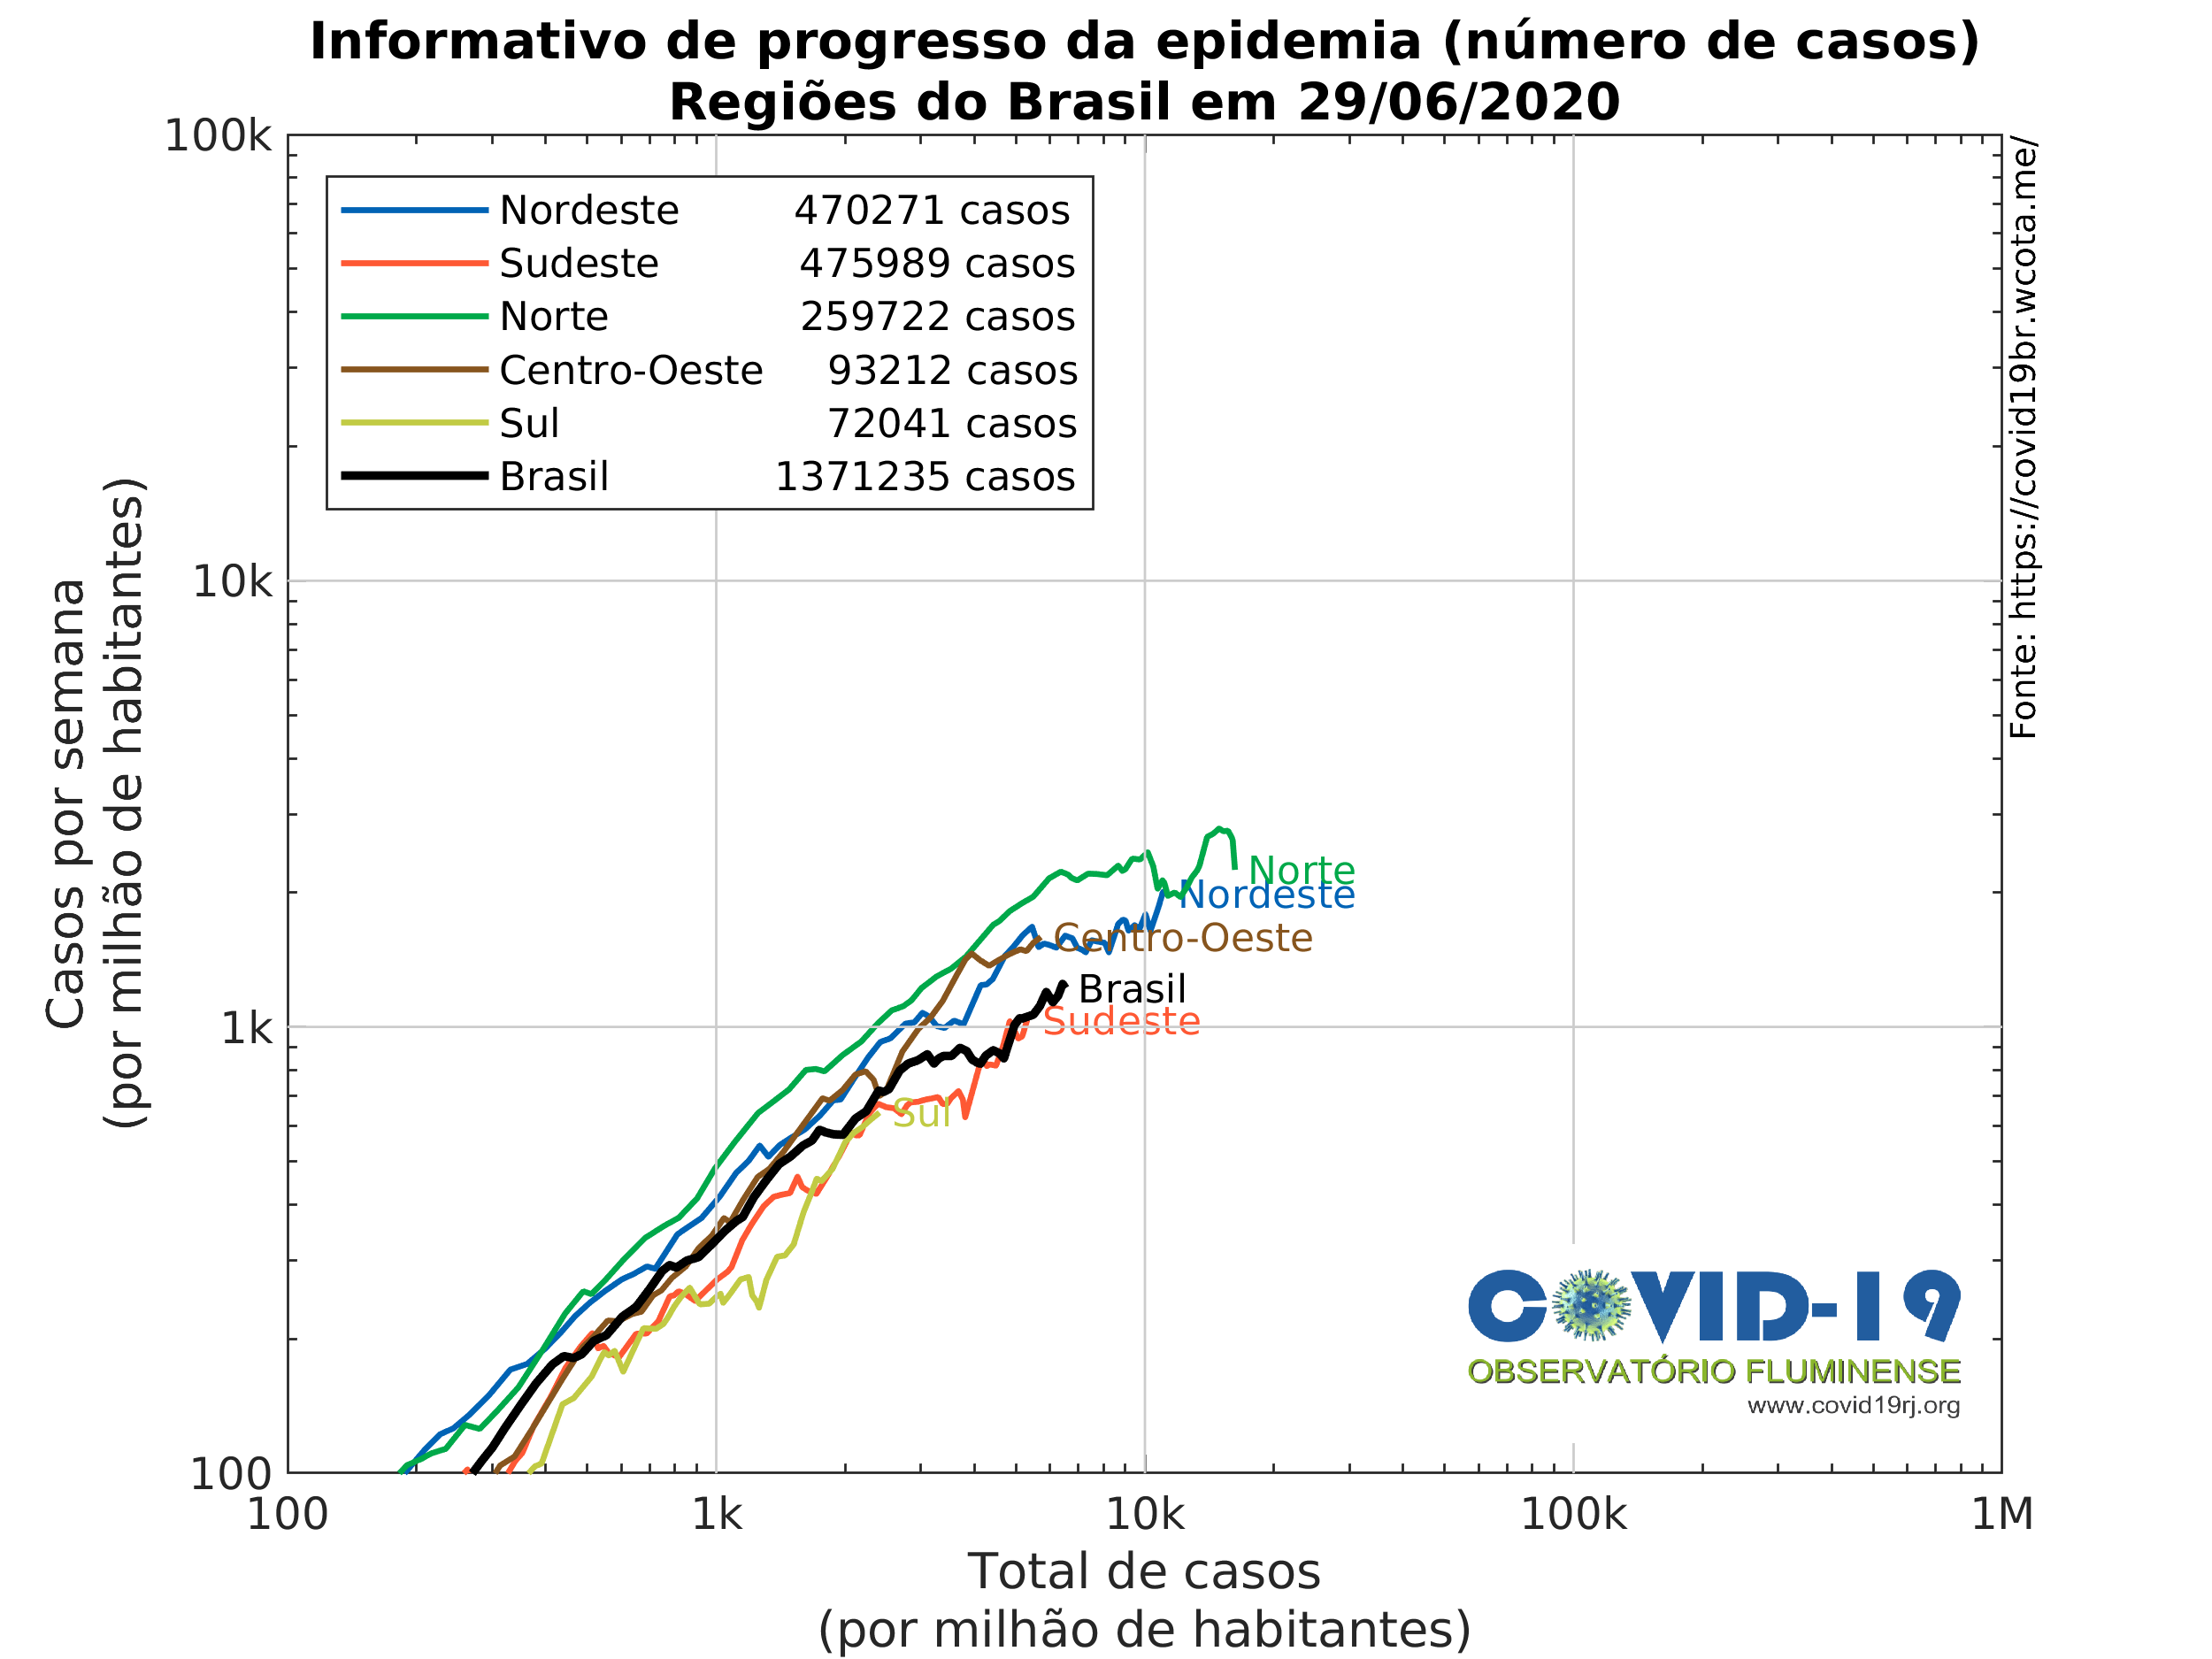 Informativo de progresso da epidemia (número de casos)
Regiões do Brasil em 29/06/2020
100k
10k
1k
100
Casos por semana
(por milhão de habitantes)
Nordeste 470271 casos
Sudeste 475989 casos
Norte 259722 casos
Centro-Oeste 93212 casos
Sul 72041 casos
Brasil 1371235 casos
Fonte: https://covid19br.wcota.me/
Norte
Nordeste
Centro-Oeste
Brasil
Sudeste
Sul
COVID-19
OBSERVATÓRIO FLUMINENSE
www.covid19rj.org
100 1k 10k 100k 1M
Total de casos
(por milhão de habitantes)